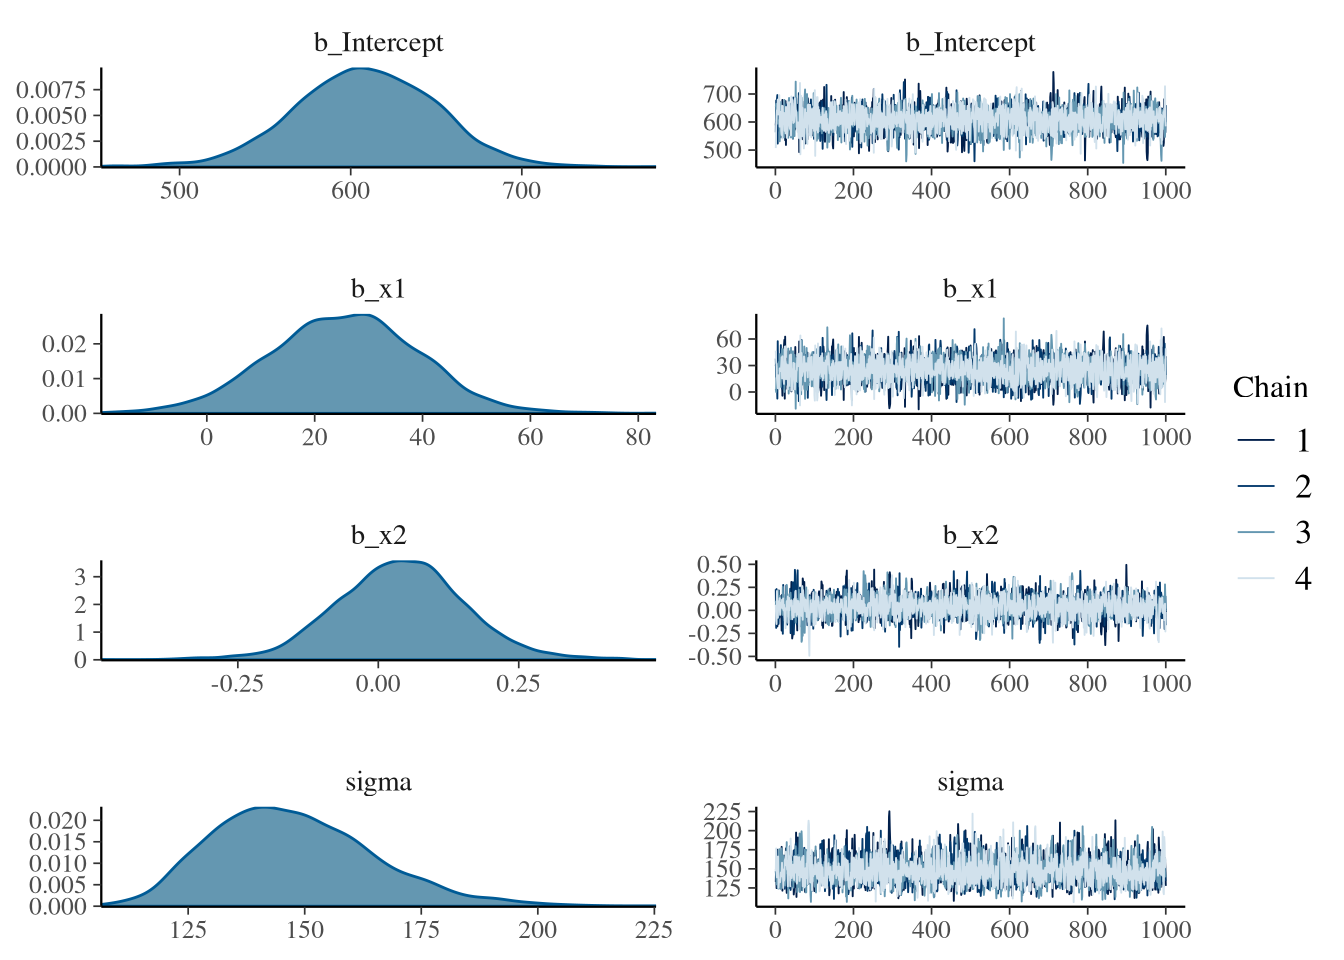 b_Intercept
0.0075
0.0050
0.0025
0.0000
500 600 700
b_Intercept
700
600
500
0 200 400 600 800 1000
b_x1
0.02
0.01
0.00
0 20 40 60 80
b_x1
60
30
0
0 200 400 600 800 1000
b_x2
3
2
1
0
-0.25 0.00 0.25
b_x2
0.50
0.25
0.00
-0.25
-0.50
0 200 400 600 800 1000
sigma
0.020
0.015
0.010
0.005
0.000
125 150 175 200 225
sigma
225
200
175
150
125
0 200 400 600 800 1000
Chain
1
2
3
4